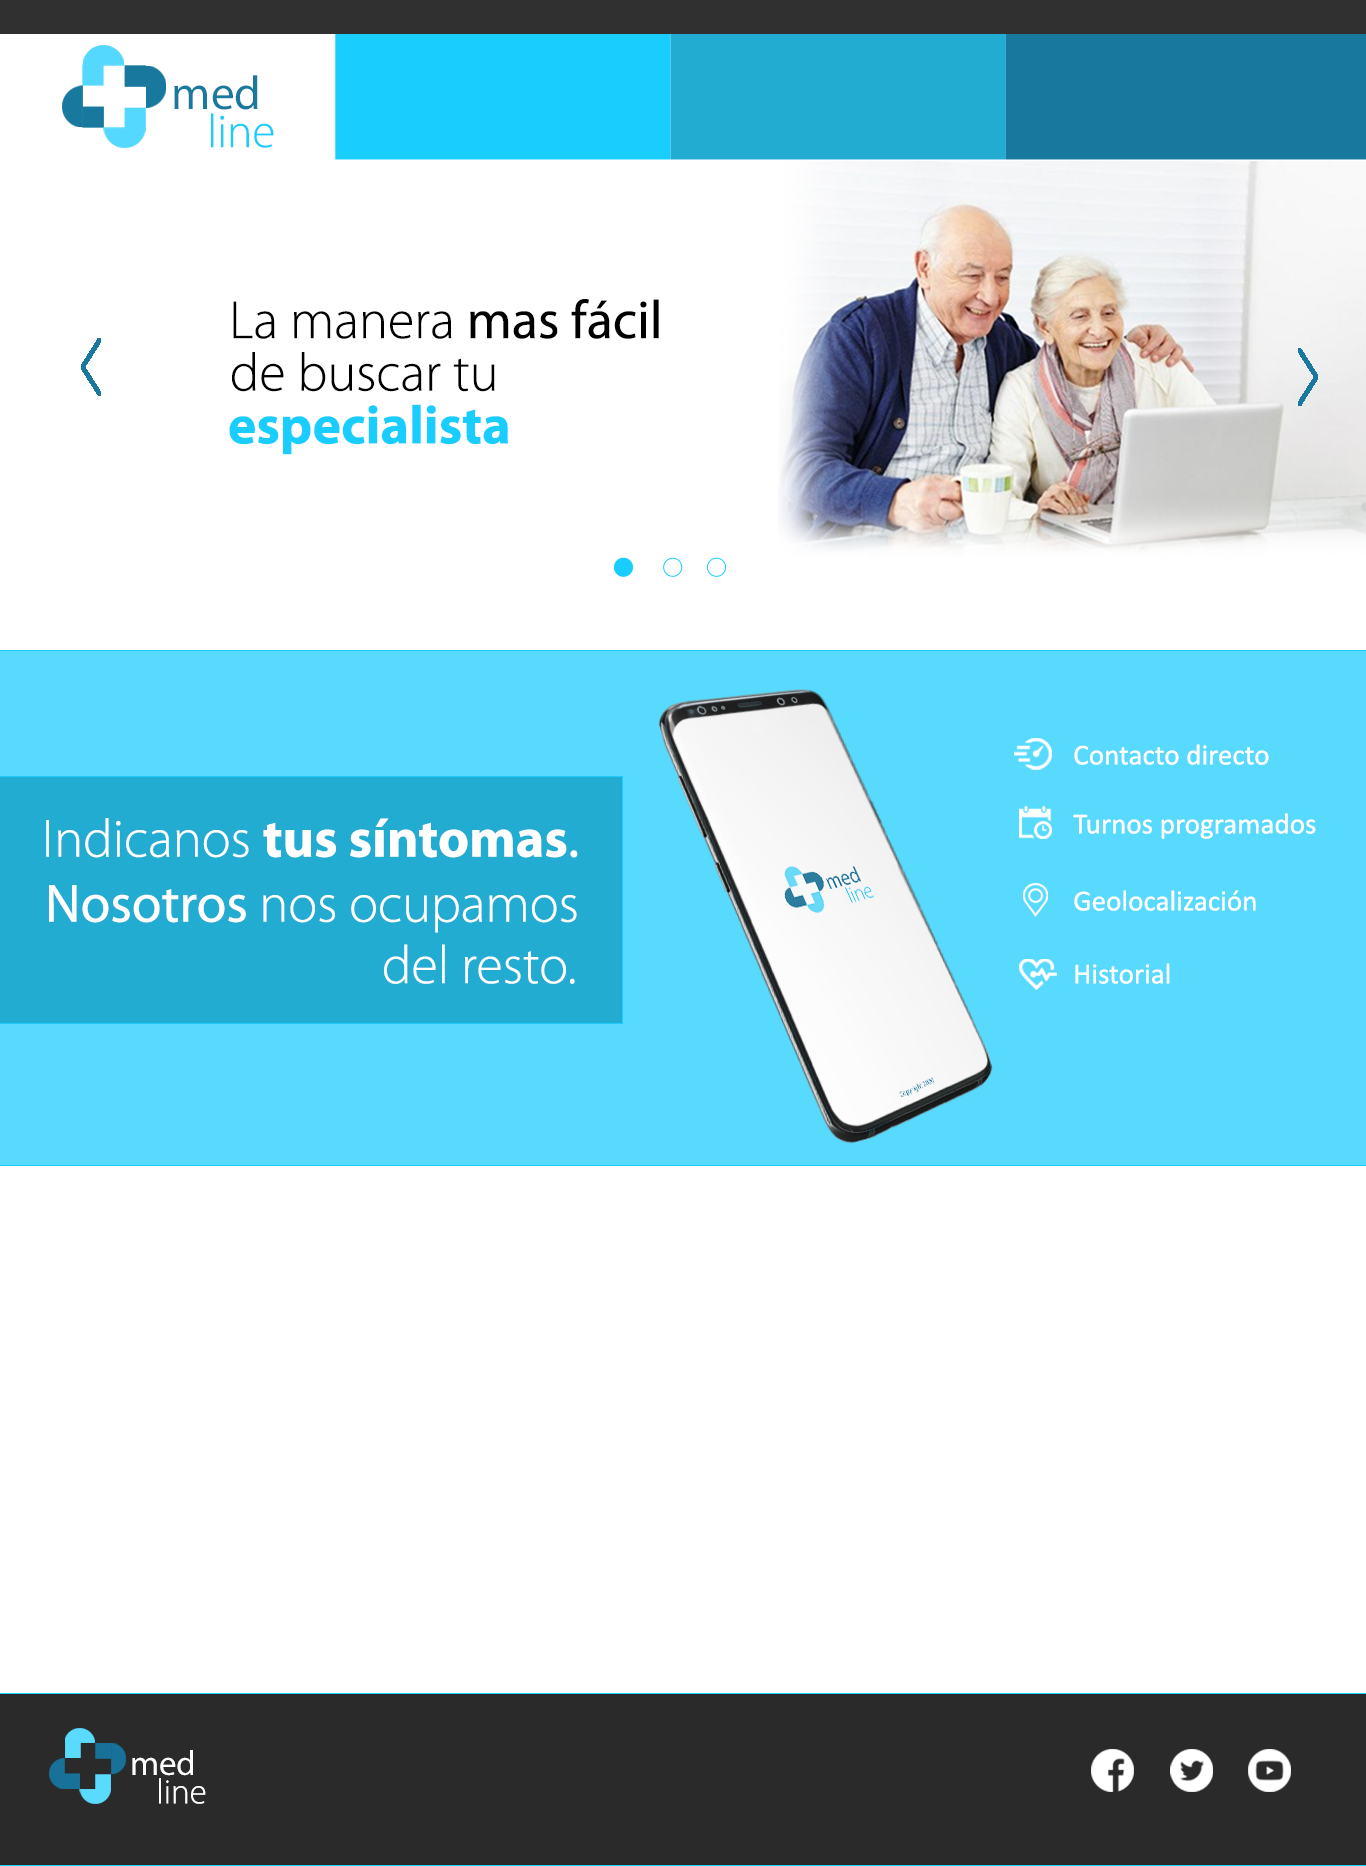 med
line
La manera mas fácil
de buscar tu
especialista
Indicanos tus síntomas.
Nosotros nos ocupamos
del resto.
med
line
Contacto directo
Turnos programados
Geolocalización
Historial
med
line